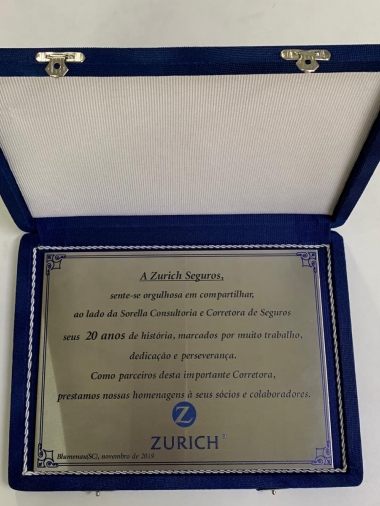 A Zurich Seguros,
sente-se orgulhosa em compartilhar,
ao lado da Sorella Consultoria e Corretora de Seguros
seus 20 anos de história, marcados por muito trabalho,
dedicação e perseverança.
Como parceiros desta importante Corretora,
prestamos nossas homenagens à seus sócios e colaboradores.
Z
ZURICH
Blumenau(SC), novembro de 2019